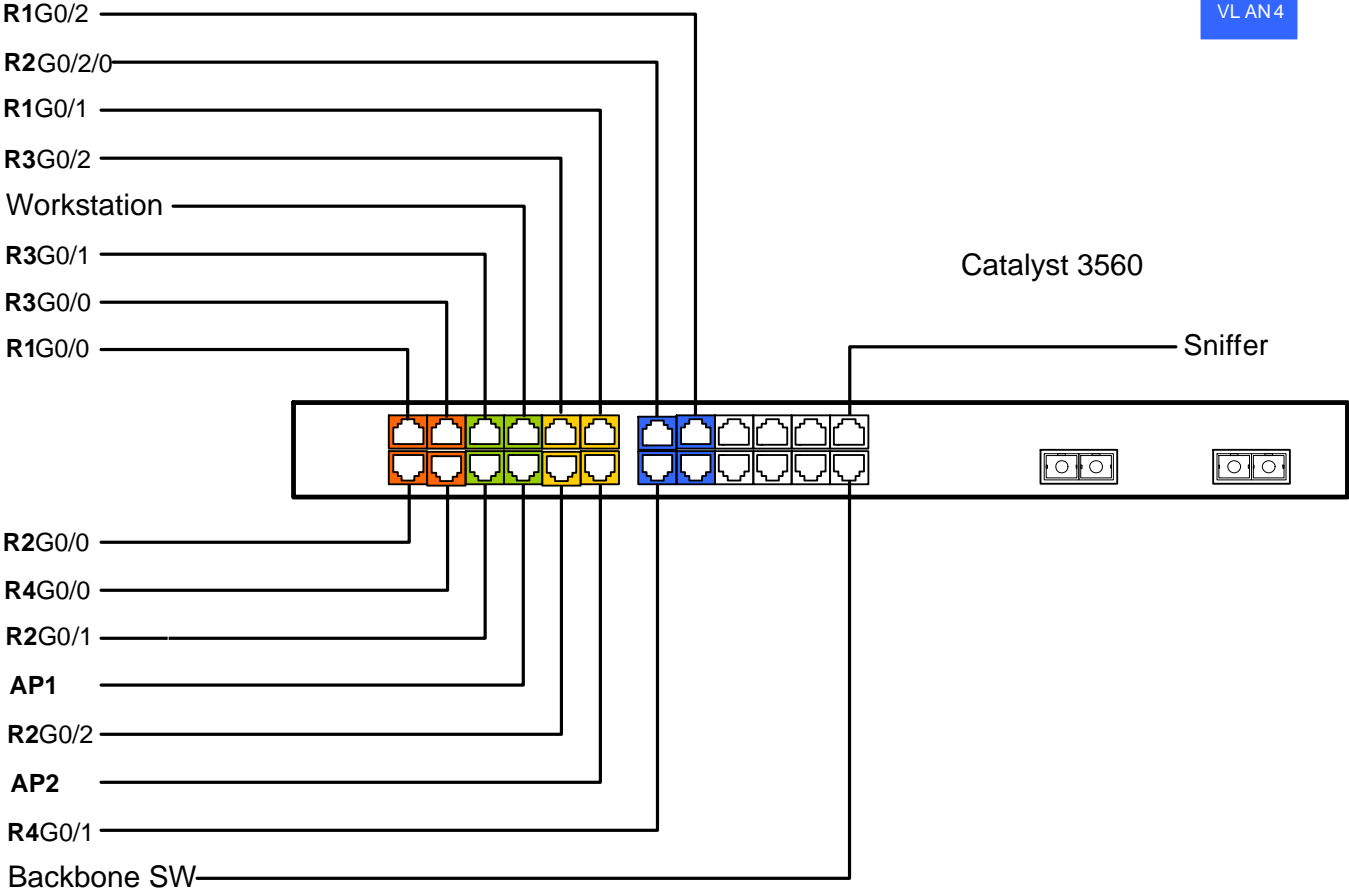 R1G0/2
VL AN 4
R2G0/2/0
R1G0/1
R3G0/2
Workstation
R3G0/1
Catalyst 3560
R3G0/0
R1G0/0
Sniffer
R2G0/0
R4G0/0
R2G0/1
AP1
R2G0/2
AP2
R4G0/1
Backbone SW